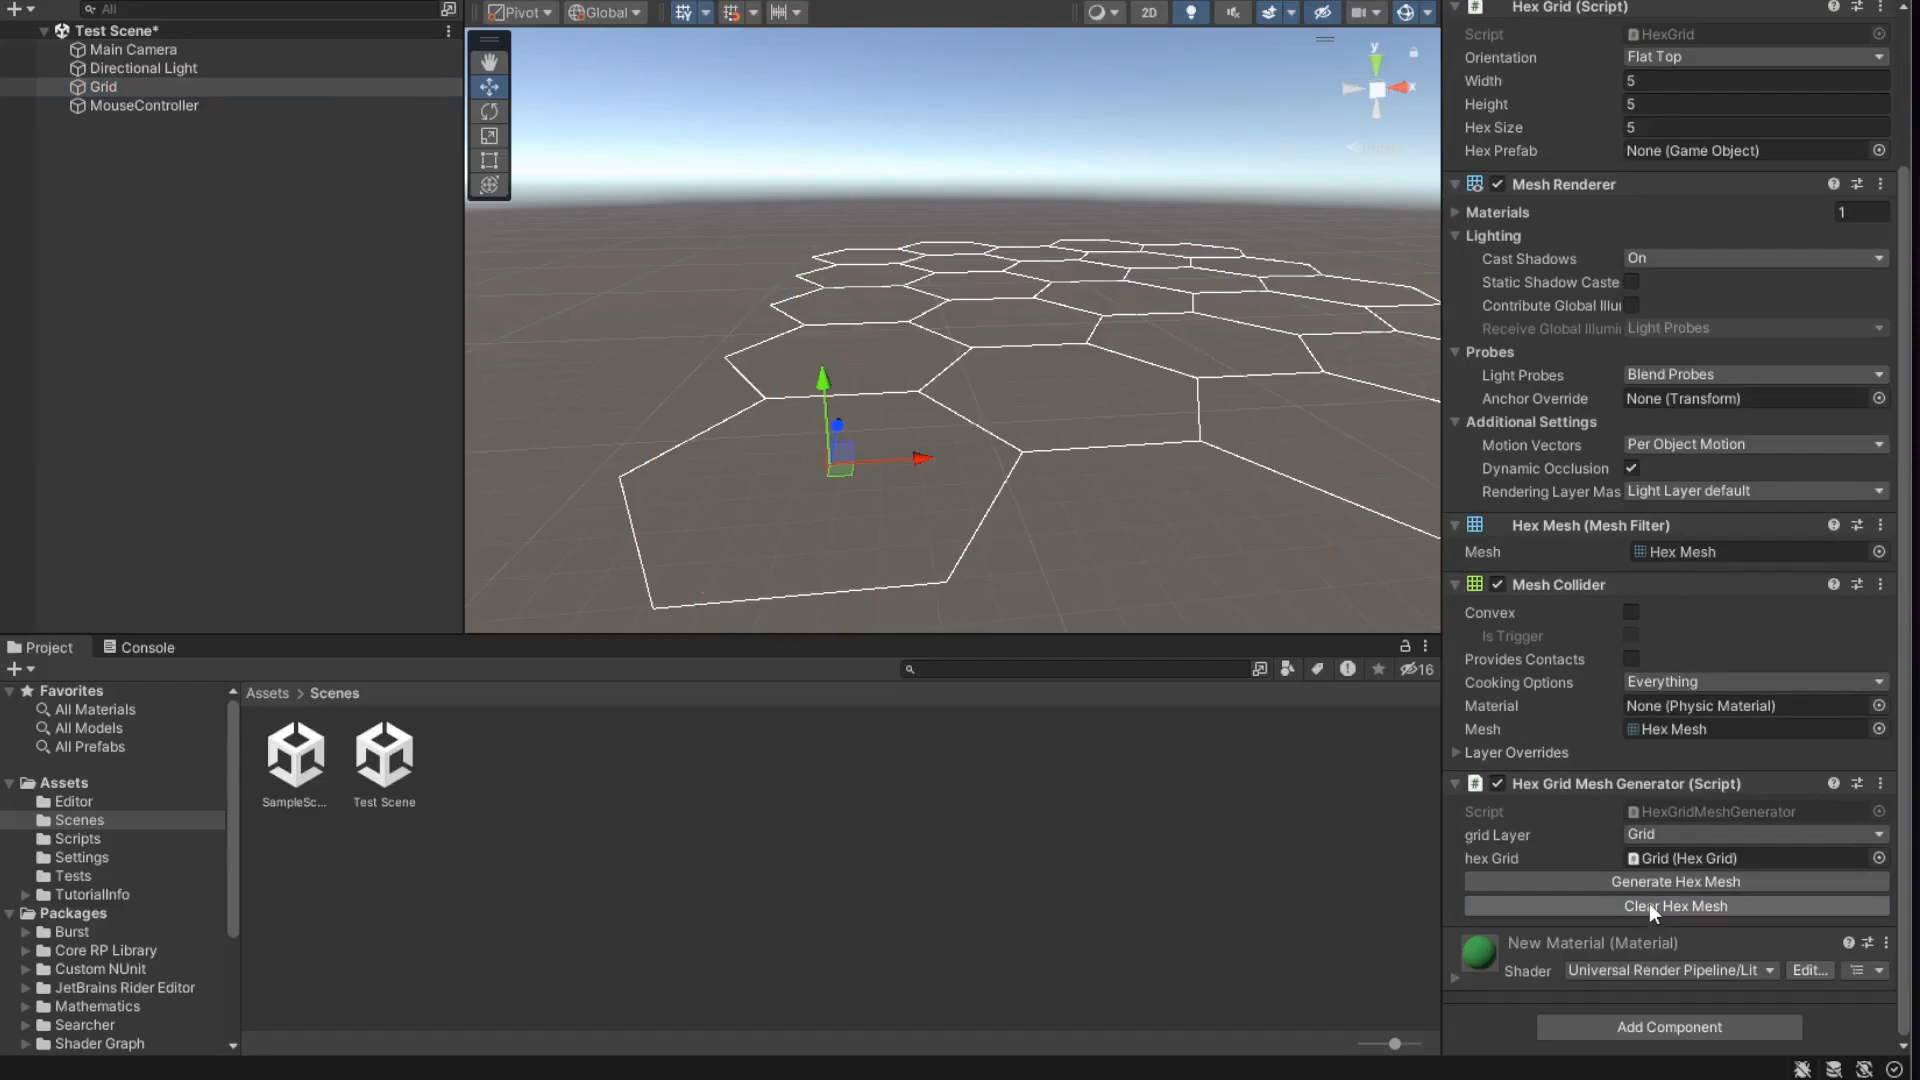 All
Pivot
Global
2D
Test Scene*
Main Camera
Directional Light
Grid
MouseController
y
x
Hex Grid (Script)
Script
HexGrid
Orientation
Flat Top
Width
5
Height
5
Hex Size
5
Hex Prefab
None (Game Object)
Mesh Renderer
Materials
1
Lighting
Cast Shadows
On
Static Shadow Caste
Contribute Global Illu
Receive Global Illumi
Light Probes
Probes
Light Probes
Blend Probes
Anchor Override
None (Transform)
Additional Settings
Motion Vectors
Per Object Motion
Dynamic Occlusion
Rendering Layer Mas
Light Layer default
Hex Mesh (Mesh Filter)
Mesh
Hex Mesh
Mesh Collider
Convex
Is Trigger
Provides Contacts
Cooking Options
Everything
Material
None (Physic Material)
Mesh
Hex Mesh
Layer Overrides
Hex Grid Mesh Generator (Script)
Script
HexGridMeshGenerator
grid Layer
Grid
hex Grid
Grid (Hex Grid)
Generate Hex Mesh
Clear Hex Mesh
New Material (Material)
Shader
Universal Render Pipeline/Lit
Edit...
Add Component
Project
Console
16
Favorites
All Materials
All Models
All Prefabs
Assets
Editor
Scenes
Scripts
Settings
Tests
TutorialInfo
Packages
Burst
Core RP Library
Custom NUnit
JetBrains Rider Editor
Mathematics
Searcher
Shader Graph
Assets > Scenes
SampleSc...
Test Scene